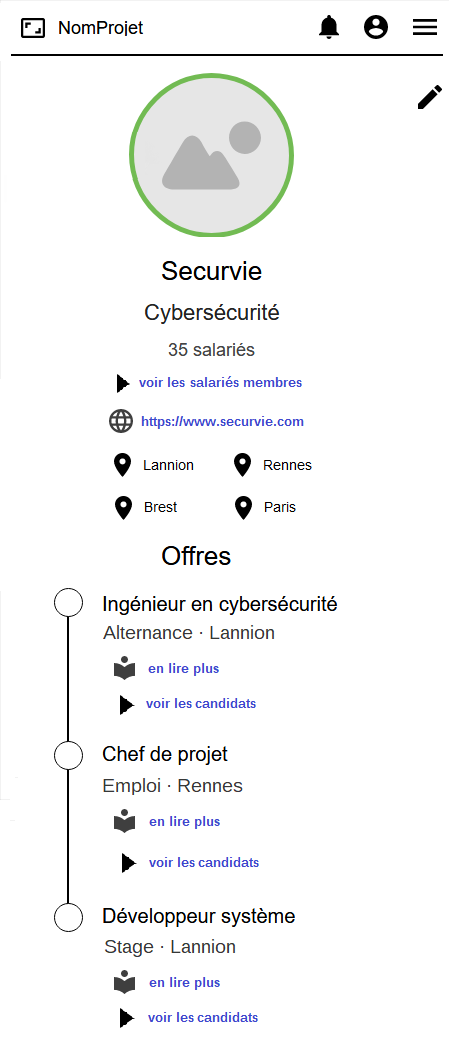 NomProjet
Securvie
Cybersécurité
35 salariés
voir les salariés membres
https://www.securvie.com
Lannion Rennes
Brest Paris
Offres
Ingénieur en cybersécurité
Alternance · Lannion
en lire plus
voir les candidats
Chef de projet
Emploi · Rennes
en lire plus
voir les candidats
Développeur système
Stage · Lannion
en lire plus
voir les candidats